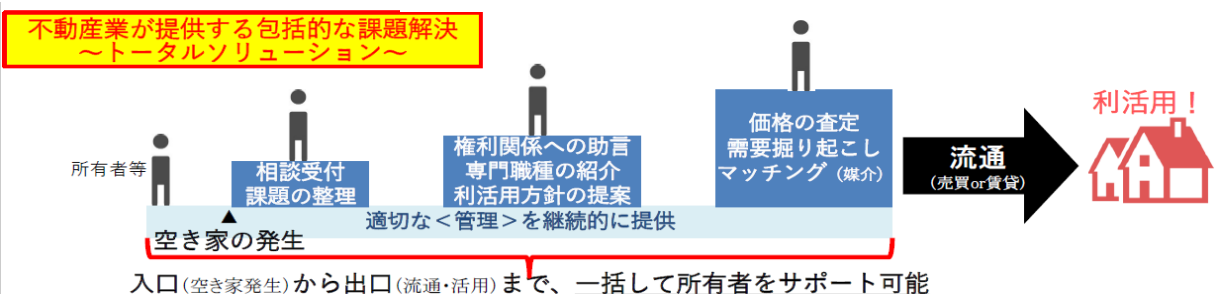 不動産業が提供する包括的な課題解決
～トータルソリューション～
所有者等
相談受付
課題の整理
権利関係への助言
専門職種の紹介
利活用方針の提案
価格の査定
需要掘り起こし
マッチング（媒介）
流通
（売買or賃貸）
利活用！
適切な＜管理＞を継続的に提供
▲
空き家の発生
入口（空き家発生）から出口（流通・活用）まで、一括して所有者をサポート可能